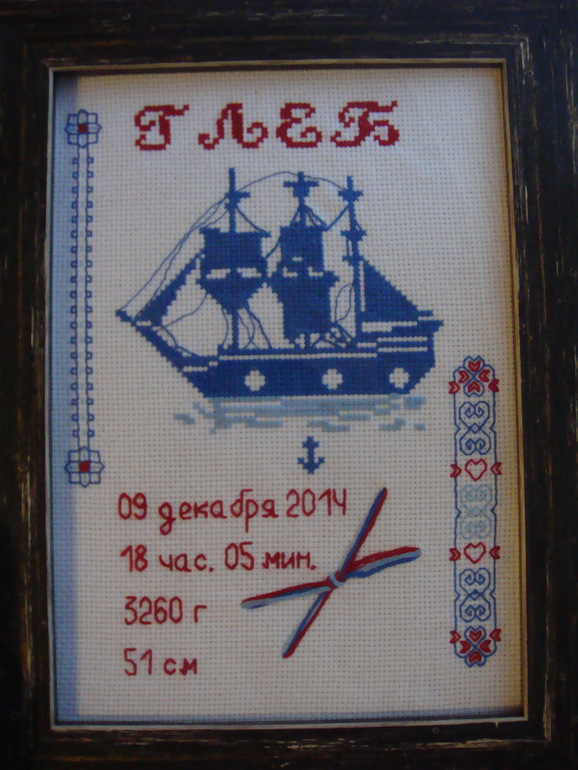 ГЛЕБ
09 декабря 2014
18 час. 05 мин.
3260 г
51 см